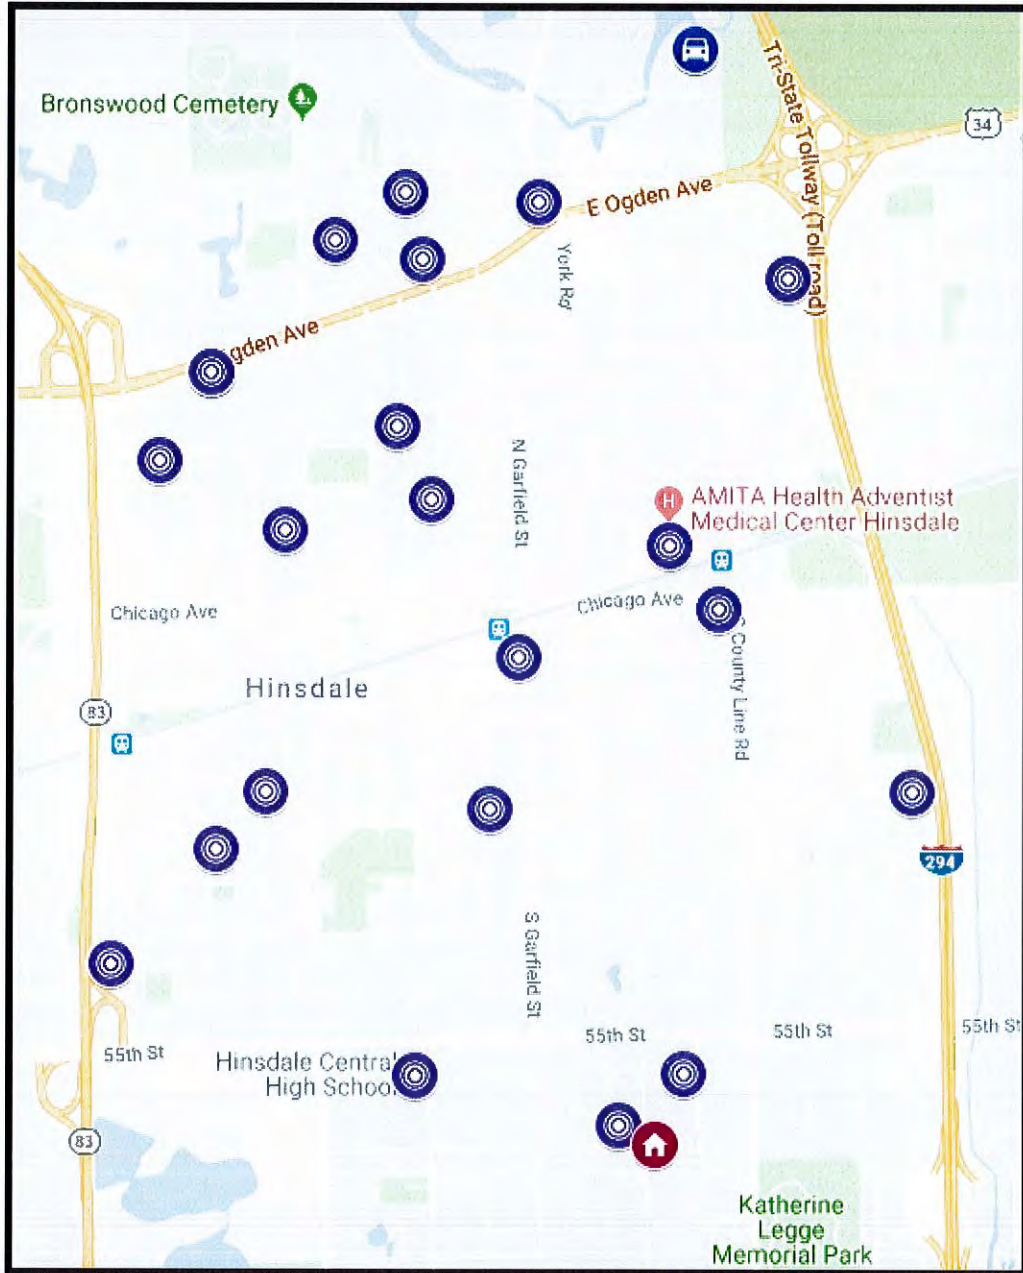 Bronswood Cemetery
Tri-State Tollway (Toll road)
34
E Ogden Ave
York Rd
gden Ave
N Garfield St
H
AMITA Health Adventist
Medical Center Hinsdale
Chicago Ave
Chicago Ave
County Line Rd
Hinsdale
83
294
S Garfield St
55th St
55th St
55th St
55th St
Hinsdale Central
High School
83
Katherine
Legge
Memorial Park